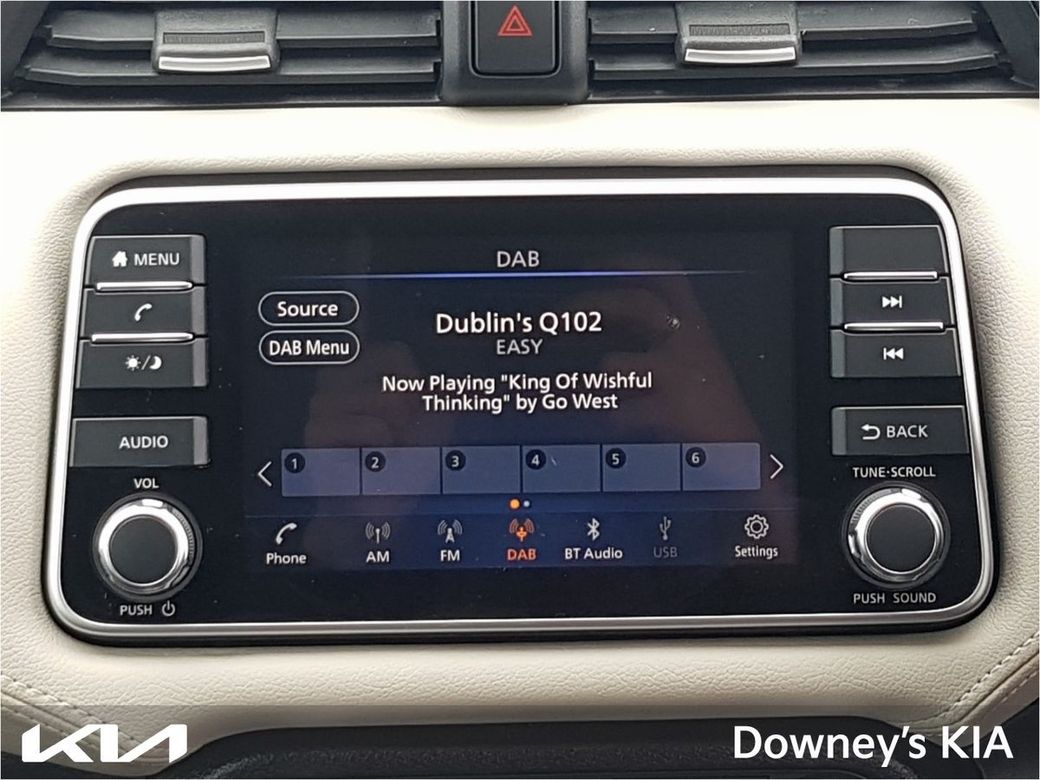 MENU
AUDIO
VOL
PUSH
DAB
Source
DAB Menu
Dublin's Q102
EASY
Now Playing "King Of Wishful
Thinking" by Go West
1 2 3 4 5 6
Phone AM FM DAB BT Audio USB Settings
BACK
TUNE·SCROLL
PUSH SOUND
KIA
Downey's KIA